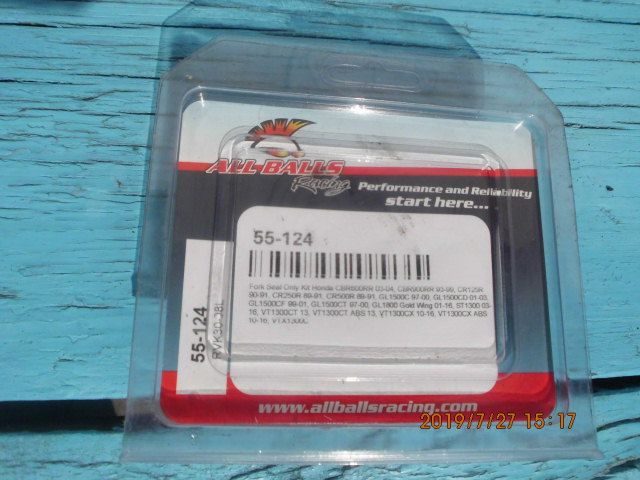 ALL BALLS
Racing
Performance and Reliability
start here...
55-124
Fork Seal Only Kit Honda CBR600RR 03-04, CBR900RR 93-99, CR125R
90-91, CR250R 89-91, CR500R 89-91, GL1500C 97-00, GL1500CD 01-03,
GL1500CF 99-01, GL1500CT 97-00, GL1800 Gold Wing 01-16, ST1300 03-
16, VT1300CT 13, VT1300CT ABS 13, VT1300CX 10-16, VT1300CX ABS
10-16, VTX1300C
55-124
www.allballsracing.com
2019/7/27 15:17